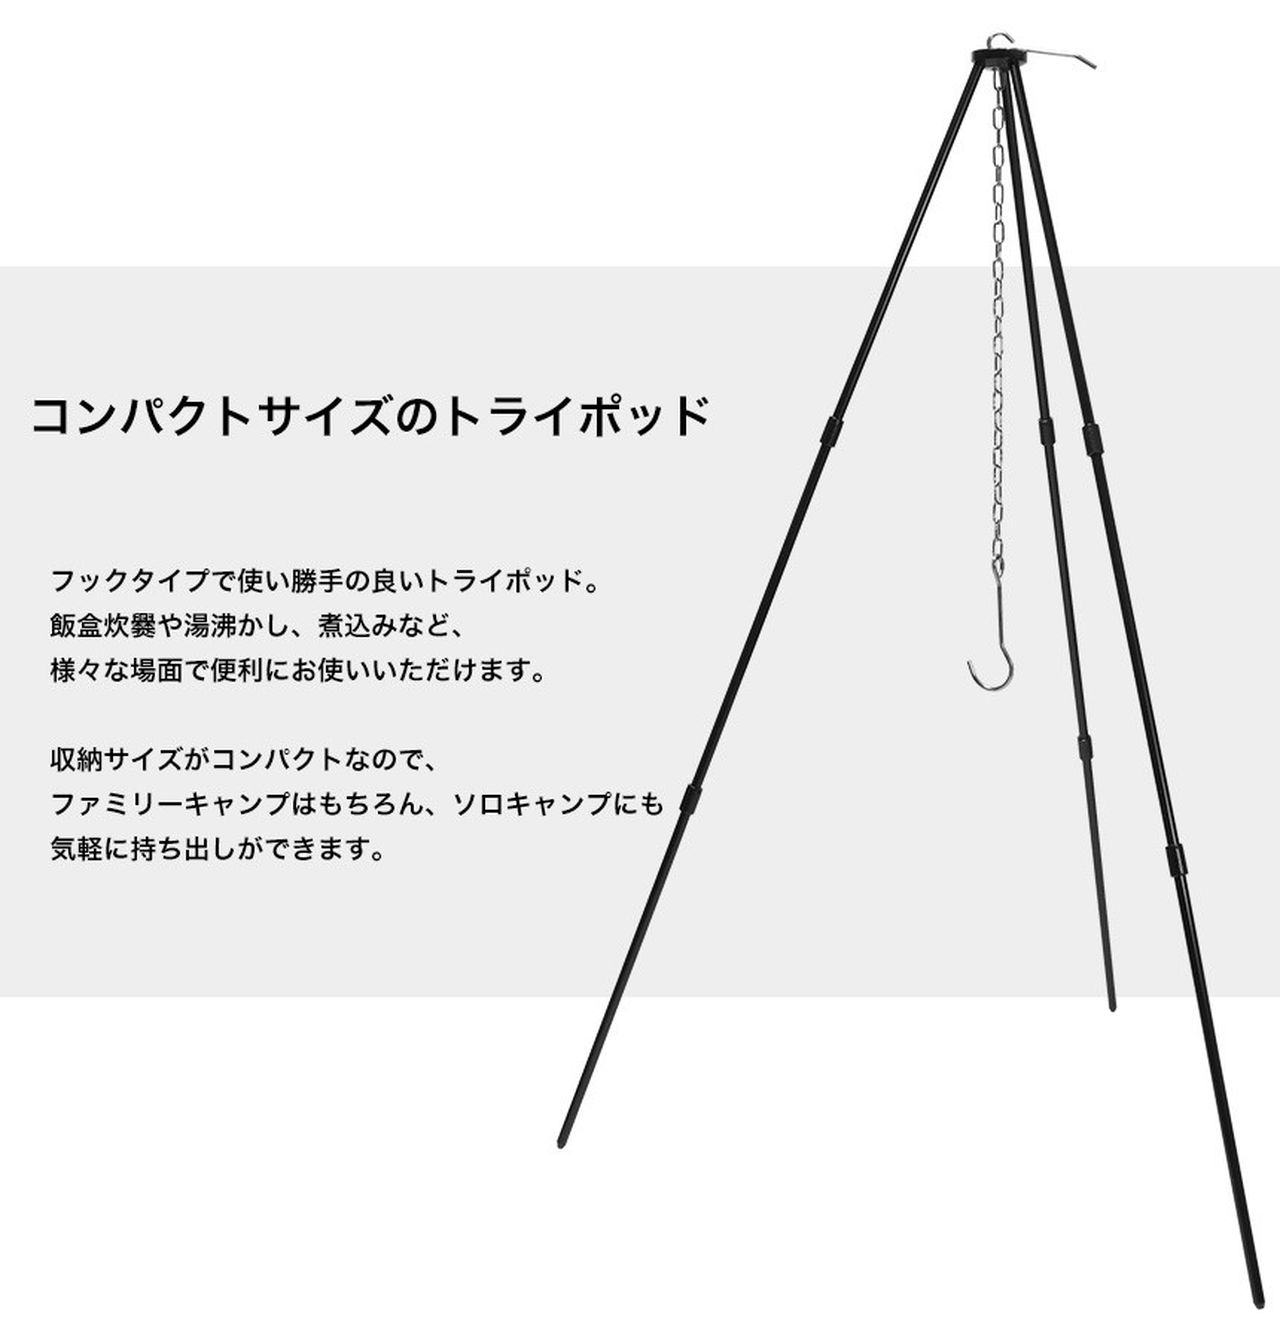 コンパクトサイズのトライポッド
フックタイプで使い勝手の良いトライポッド。
飯盒炊爨や湯沸かし、煮込みなど、
様々な場面で便利にお使いいただけます。
収納サイズがコンパクトなので、
ファミリーキャンプはもちろん、ソロキャンプにも
気軽に持ち出しができます。